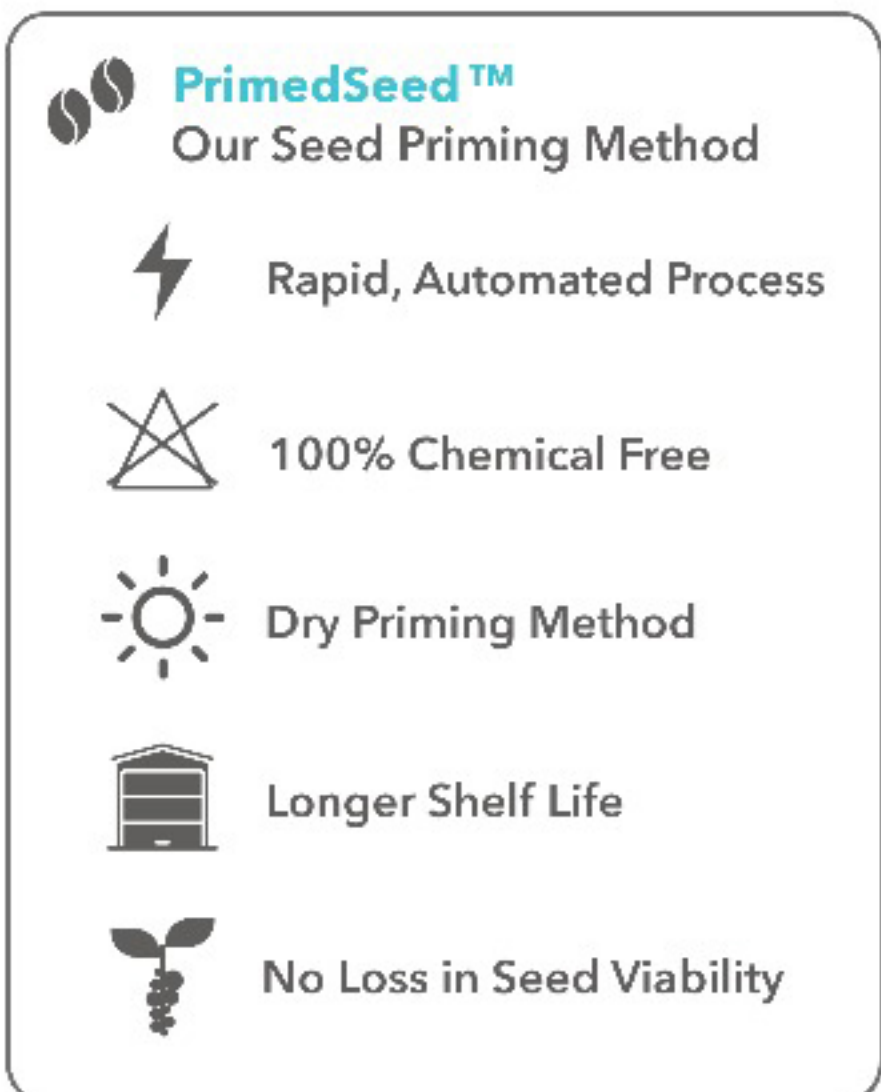 PrimedSeed™
Our Seed Priming Method
Rapid, Automated Process
100% Chemical Free
Dry Priming Method
Longer Shelf Life
No Loss in Seed Viability